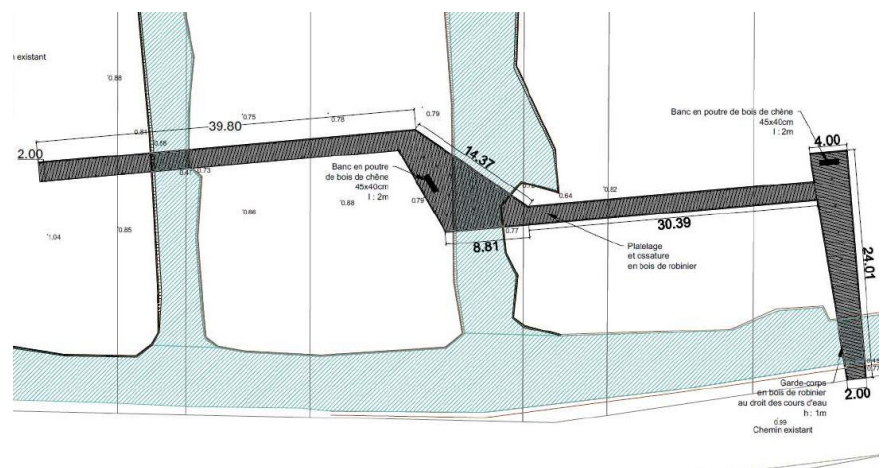 existant
0.88
0.75
0.78
0.79
39.80
0.56
2.00
0.73
14.37
Banc en poutre
de bois de chêne
45x40cm
l : 2m
0.79
0.88
0.86
0.85
1.04
0.77
8.81
0.64
0.82
Platelage
et ossature
en bois de robinier
30.39
Banc en poutre de bois de chêne
45x40cm
l : 2m
4.00
24.01
0.77
2.00
Garde-corps
en bois de robinier
au droit des cours d'eau
h : 1m
0.99
Chemin existant